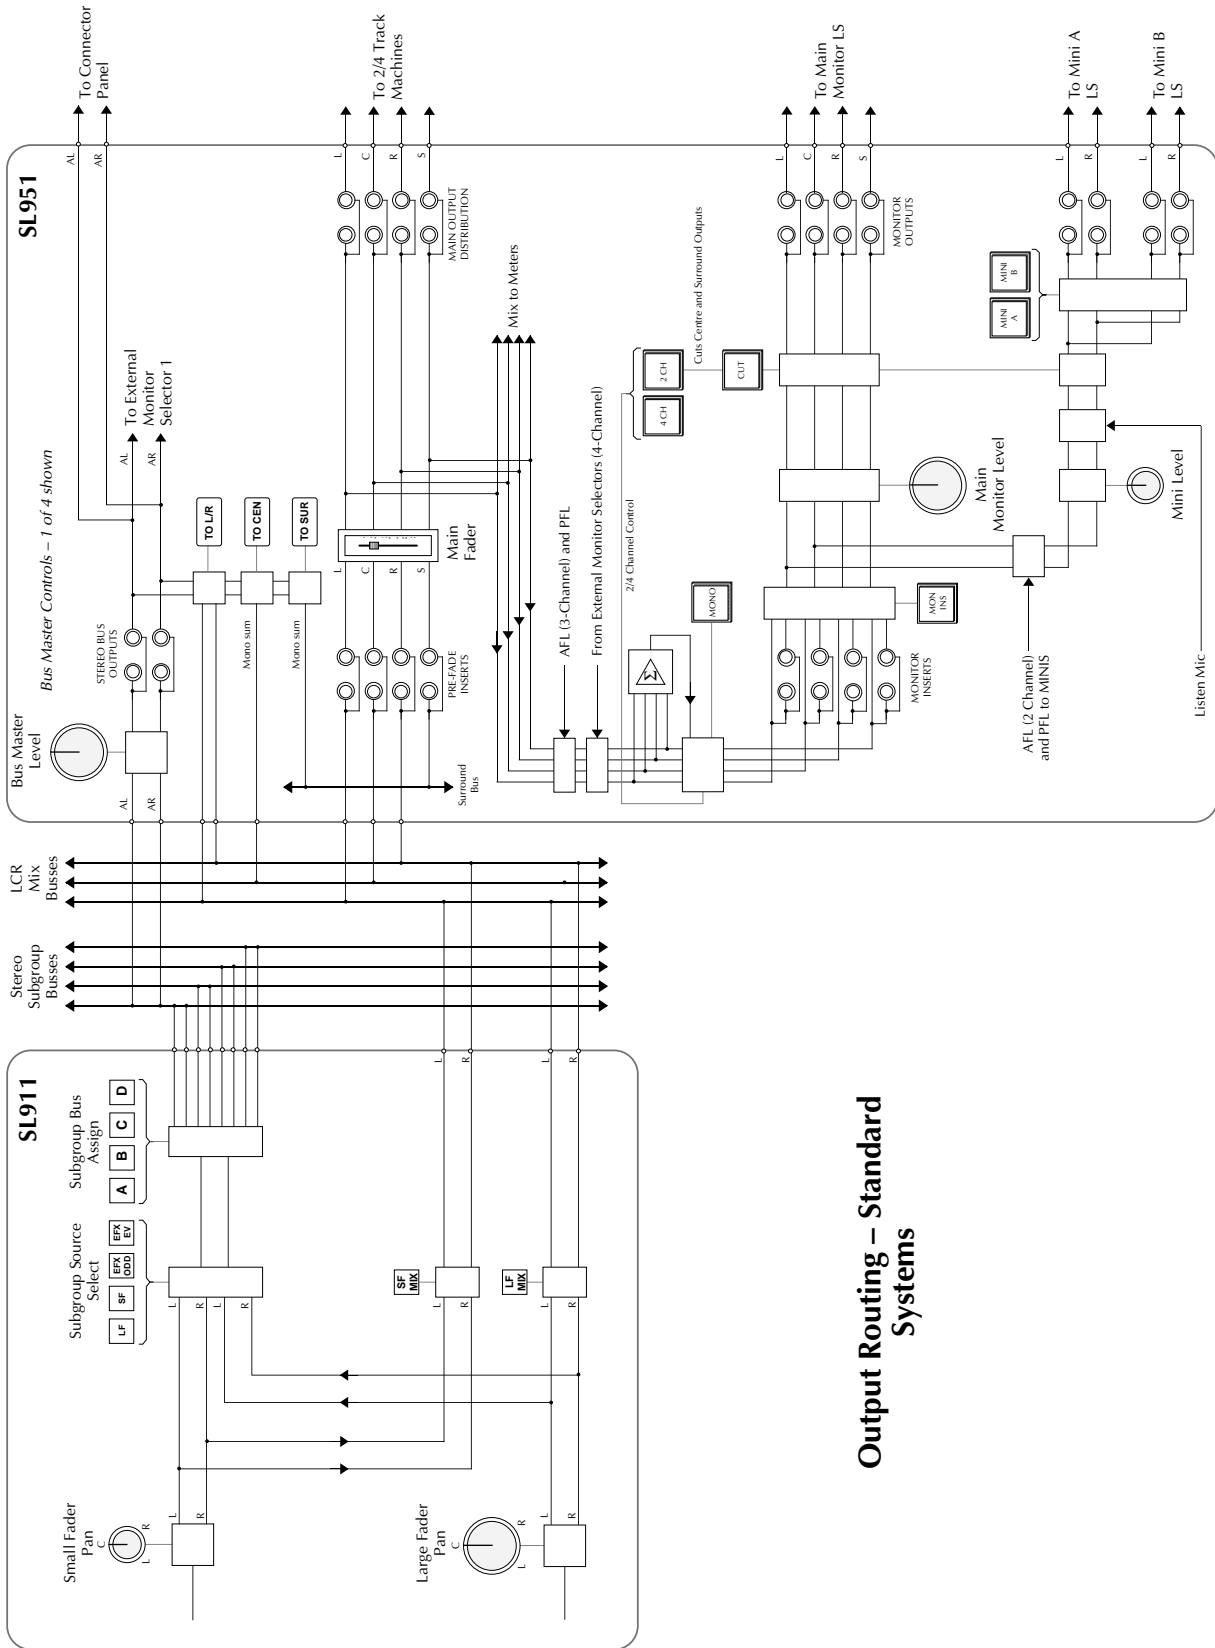 SL911
Small Fader
Pan
C
L
R
L
R
Large Fader
Pan
C
L
R
L
R
Subgroup Source
Select
LF
SF
EFX
ODD
EFX
EV
L
R
L
R
Subgroup Bus
Assign
A
B
C
D
SF
MIX
L
R
LF
MIX
L
R
L
R
L
R
Stereo
Subgroup
Busses
LCR
Mix
Busses
SL951
Bus Master
Level
AL
AR
Bus Master Controls – 1 of 4 shown
STEREO BUS
OUTPUTS
AL
AR
To External
Monitor
Selector 1
AL
AR
To Connector
Panel
TO L/R
TO CEN
TO SUR
Mono sum
Mono sum
Surround
Bus
PRE-FADE
INSERTS
L
C
R
S
Main
Fader
MAIN OUTPUT
DISTRIBUTION
L
C
R
S
To 2/4 Track
Machines
Mix to Meters
AFL (3-Channel) and PFL
From External Monitor Selectors (4-Channel)
2/4 Channel Control
Σ
MONO
MONITOR
INSERTS
MON
INS
Main
Monitor Level
4 CH
2 CH
Cuts Centre and Surround Outputs
CUT
MONITOR
OUTPUTS
L
C
R
S
To Main
Monitor LS
AFL (2 Channel)
and PFL to MINIS
Mini Level
Listen Mic
MINI
A
MINI
B
L
R
L
R
To Mini A
LS
To Mini B
LS
Output Routing – Standard
Systems